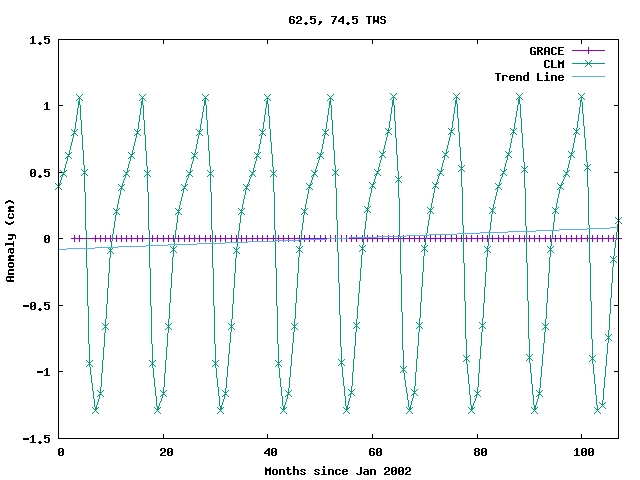 62.5, 74.5 TWS
GRACE
CLM
Trend Line
Anomaly (cm)
1.5
1
0.5
0
-0.5
-1
-1.5
0 20 40 60 80 100
Months since Jan 2002